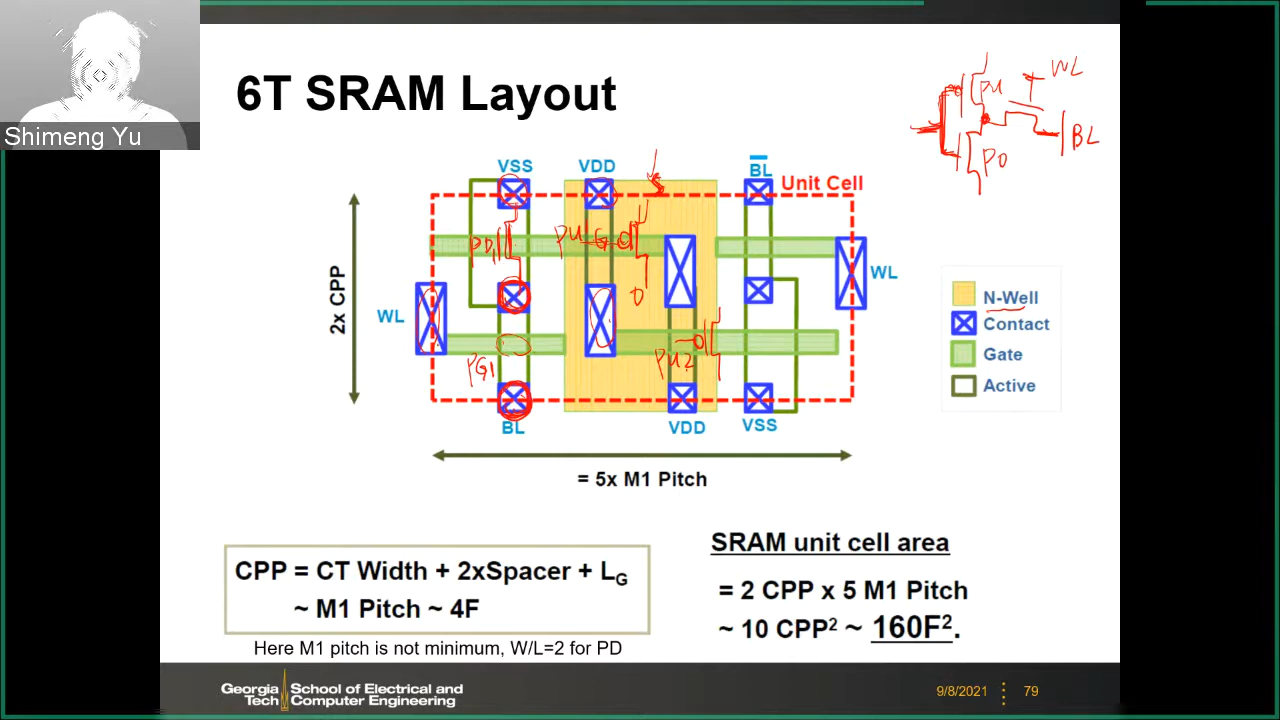 Shimeng Yu
6T SRAM Layout
PU
WL
BL
PD
VSS
VDD
BL
Unit Cell
PD1
PU1
G
D
2x CPP
WL
WL
N-Well
Contact
Gate
Active
PG1
PU2
BL
VDD
VSS
= 5x M1 Pitch
CPP = CT Width + 2xSpacer + LG
~ M1 Pitch ~ 4F
Here M1 pitch is not minimum, W/L=2 for PD
SRAM unit cell area
= 2 CPP x 5 M1 Pitch
~ 10 CPP² ~ 160F².
Georgia Tech
School of Electrical and Computer Engineering
9/8/2021
79